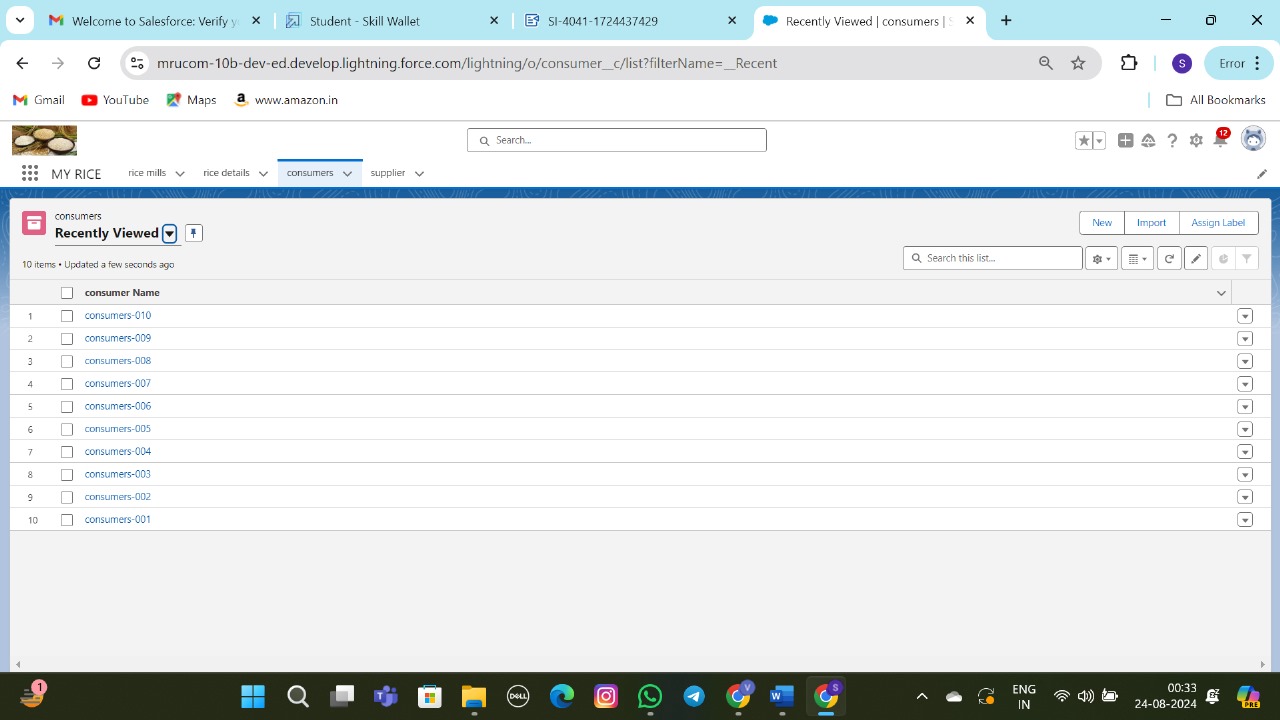 Welcome to Salesforce: Verify y
Student - Skill Wallet
SI-4041-1724437429
Recently Viewed | consumers | S
mrucom-10b-dev-ed.develop.lightning.force.com/lightning/o/consumer__c/list?filterName=__Recent
S
Error
Gmail
YouTube
Maps
www.amazon.in
All Bookmarks
Search...
12
MY RICE
rice mills
rice details
consumers
supplier
consumers
Recently Viewed
New
Import
Assign Label
10 items • Updated a few seconds ago
Search this list...
consumer Name
1 consumers-010
2 consumers-009
3 consumers-008
4 consumers-007
5 consumers-006
6 consumers-005
7 consumers-004
8 consumers-003
9 consumers-002
10 consumers-001
1
DELL
V
W
S
ENG
IN
00:33
24-08-2024
PRE